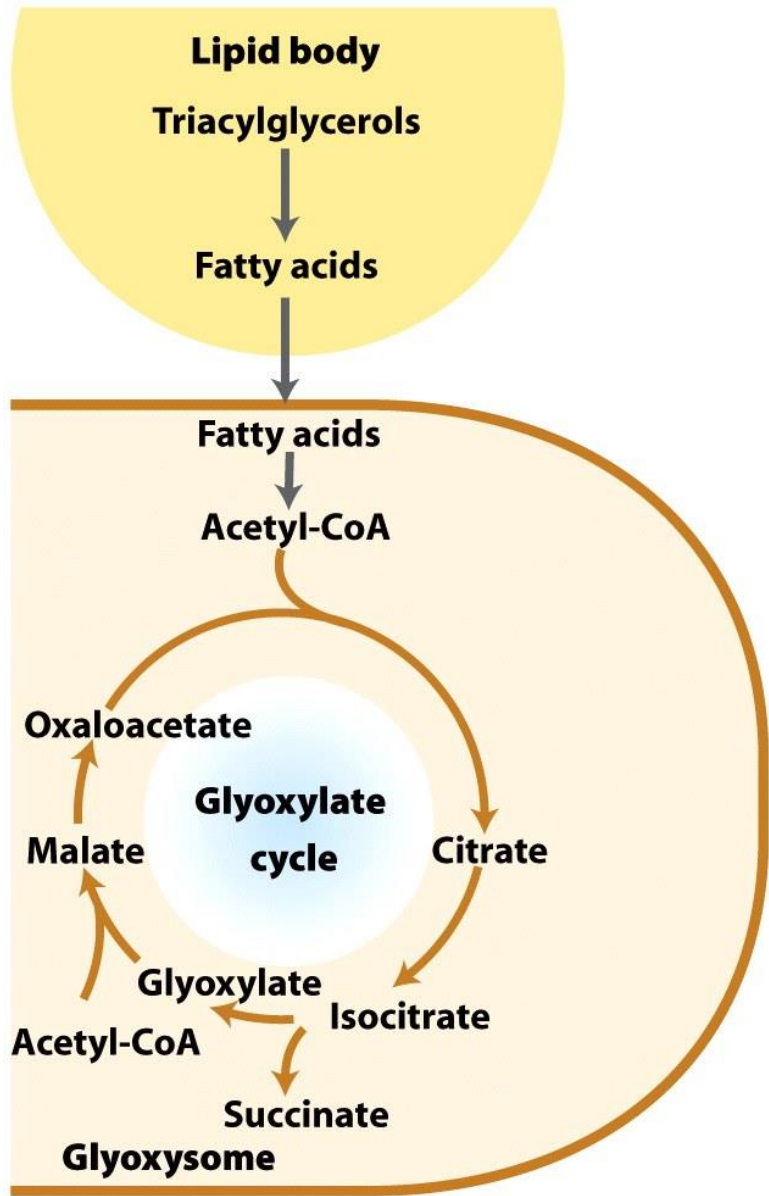 Lipid body
Triacylglycerols
Fatty acids
Fatty acids
Acetyl-CoA
Oxaloacetate
Glyoxylate
cycle
Malate
Citrate
Glyoxylate
Isocitrate
Acetyl-CoA
Succinate
Glyoxysome